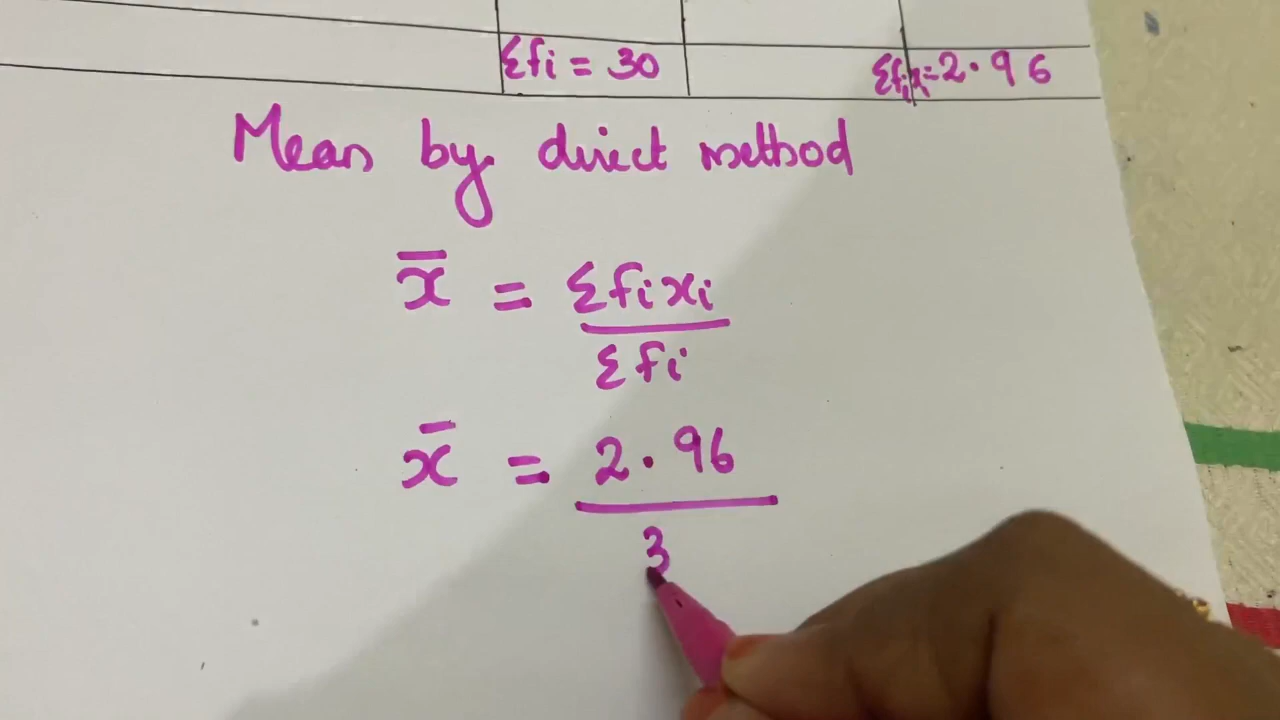 Σfi = 30 Σfixi=2.96
Mean by direct method
x̄ = Σfixi
Σfi
x̄ = 2.96
3